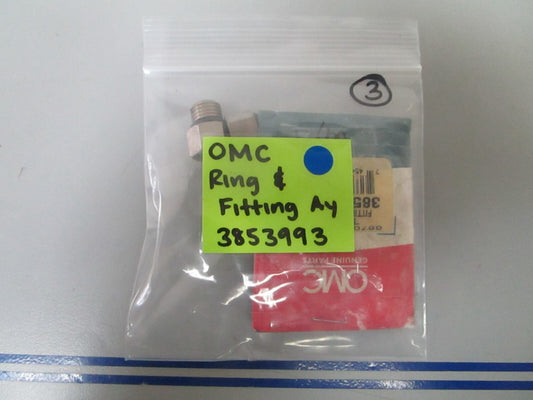 3
OMC
Ring &
Fitting Ay
3853993
OMC
GENUINE PARTS